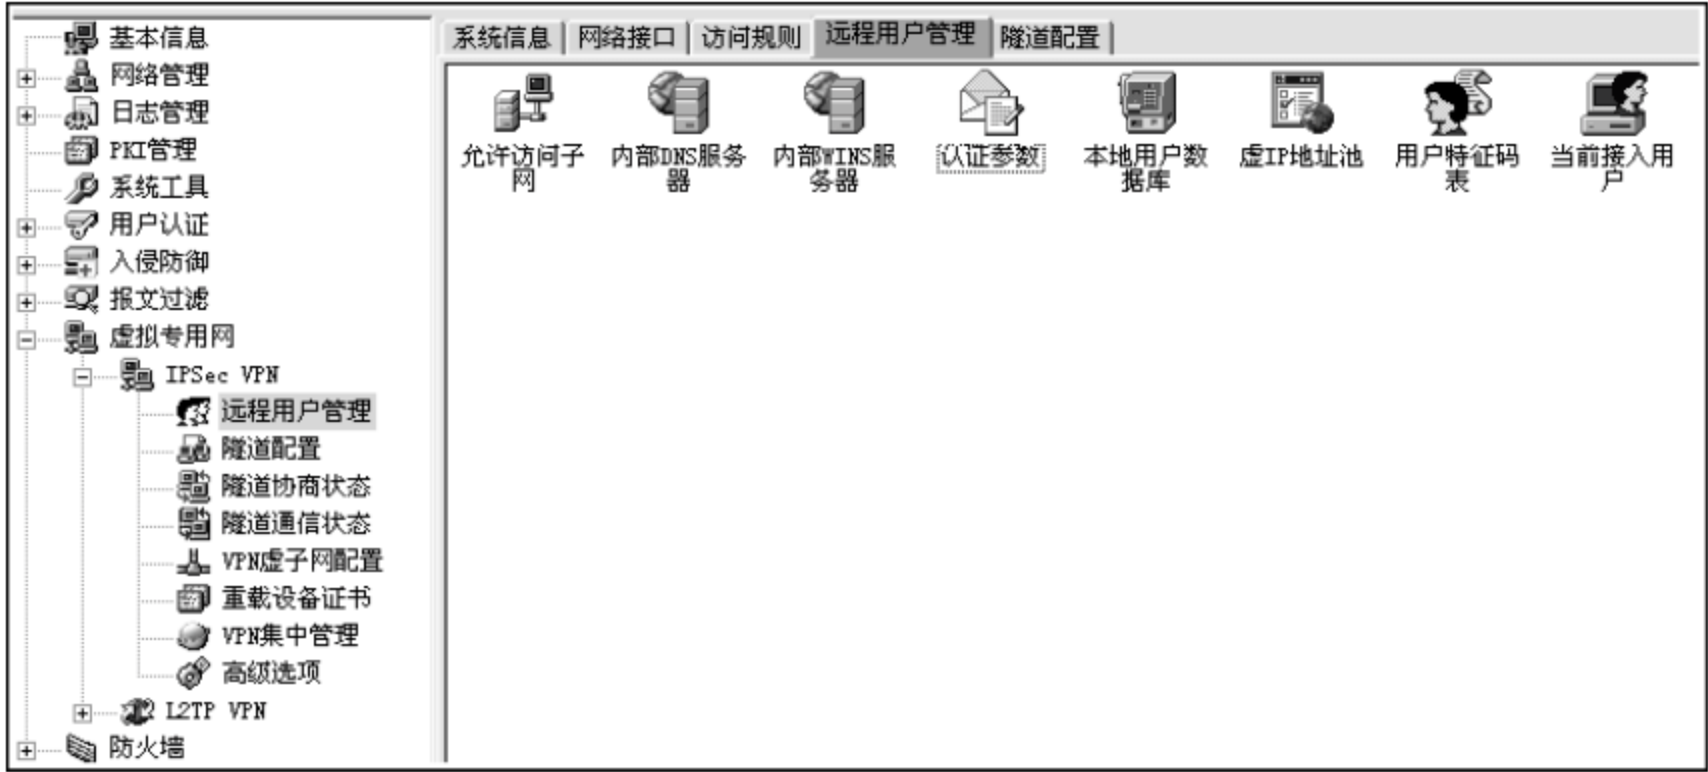 基本信息
网络管理
日志管理
PKI管理
系统工具
用户认证
入侵防御
报文过滤
虚拟专用网
IPSec VPN
远程用户管理
隧道配置
隧道协商状态
隧道通信状态
VPN虚子网配置
重载设备证书
VPN集中管理
高级选项
L2TP VPN
防火墙
系统信息 网络接口 访问规则 远程用户管理 隧道配置
允许访问子
网
内部DNS服务
器
内部WINS服
务器
认证参数
本地用户数
据库
虚IP地址池
用户特征码
表
当前接入用
户